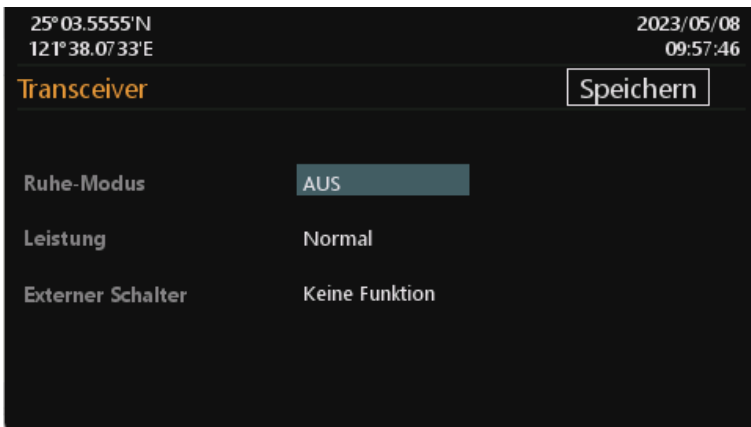 25°03.5555'N
2023/05/08
121°38.0733'E
09:57:46
Transceiver
Speichern
Ruhe-Modus AUS
Leistung Normal
Externer Schalter Keine Funktion